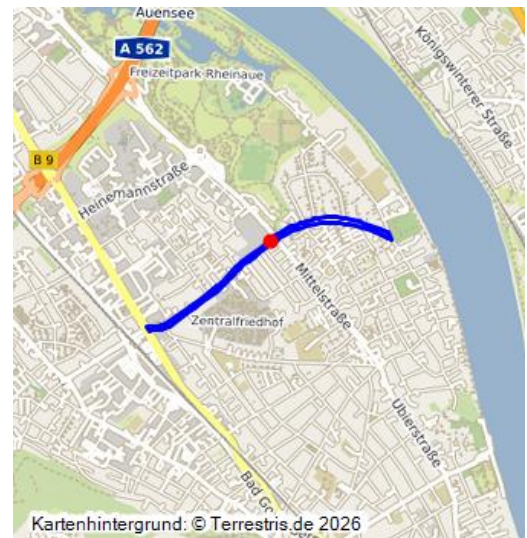 Auensee
A 562
Freizeitpark Rheinaue
Königswinterer Straße
B 9
Heinemannstraße
Mittelstraße
Zentralfriedhof
Ubierstraße
Bad Go
Kartenhintergrund: © Terrestris.de 2026